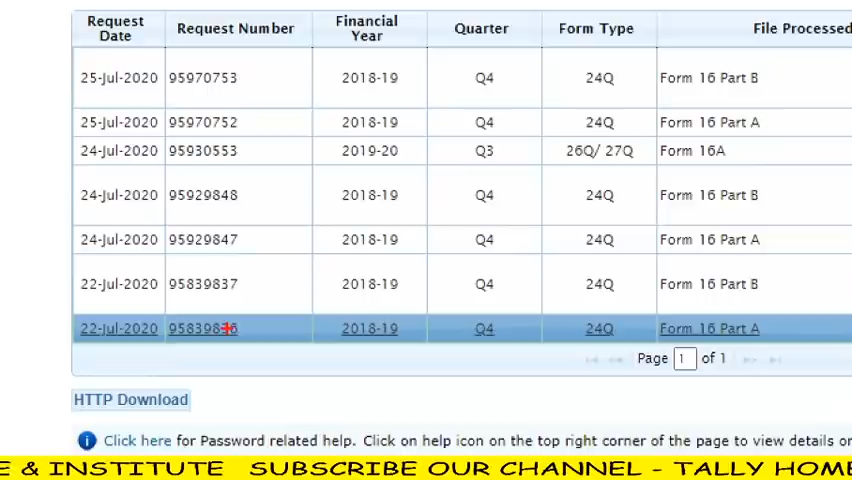 Request Date Request Number Financial Year Quarter Form Type File Processed
25-Jul-2020 95970753 2018-19 Q4 24Q Form 16 Part B
25-Jul-2020 95970752 2018-19 Q4 24Q Form 16 Part A
24-Jul-2020 95930553 2019-20 Q3 26Q/ 27Q Form 16A
24-Jul-2020 95929848 2018-19 Q4 24Q Form 16 Part B
24-Jul-2020 95929847 2018-19 Q4 24Q Form 16 Part A
22-Jul-2020 95839837 2018-19 Q4 24Q Form 16 Part B
22-Jul-2020 2018-19 Q4 24Q Form 16 Part A
Page 1 of 1
HTTP Download
Click here for Password related help. Click on help icon on the top right corner of the page to view details or
E & INSTITUTE SUBSCRIBE OUR CHANNEL - TALLY HOME